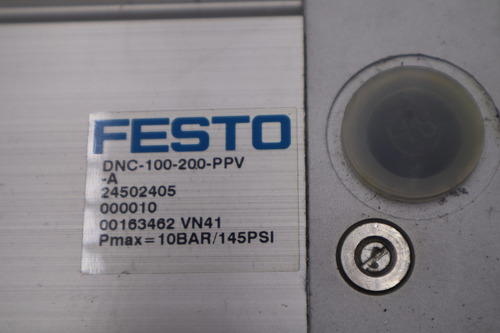 FESTO
DNC-100-200-PPV
-A
24502405
000010
00163462 VN41
Pmax=10BAR/145PSI